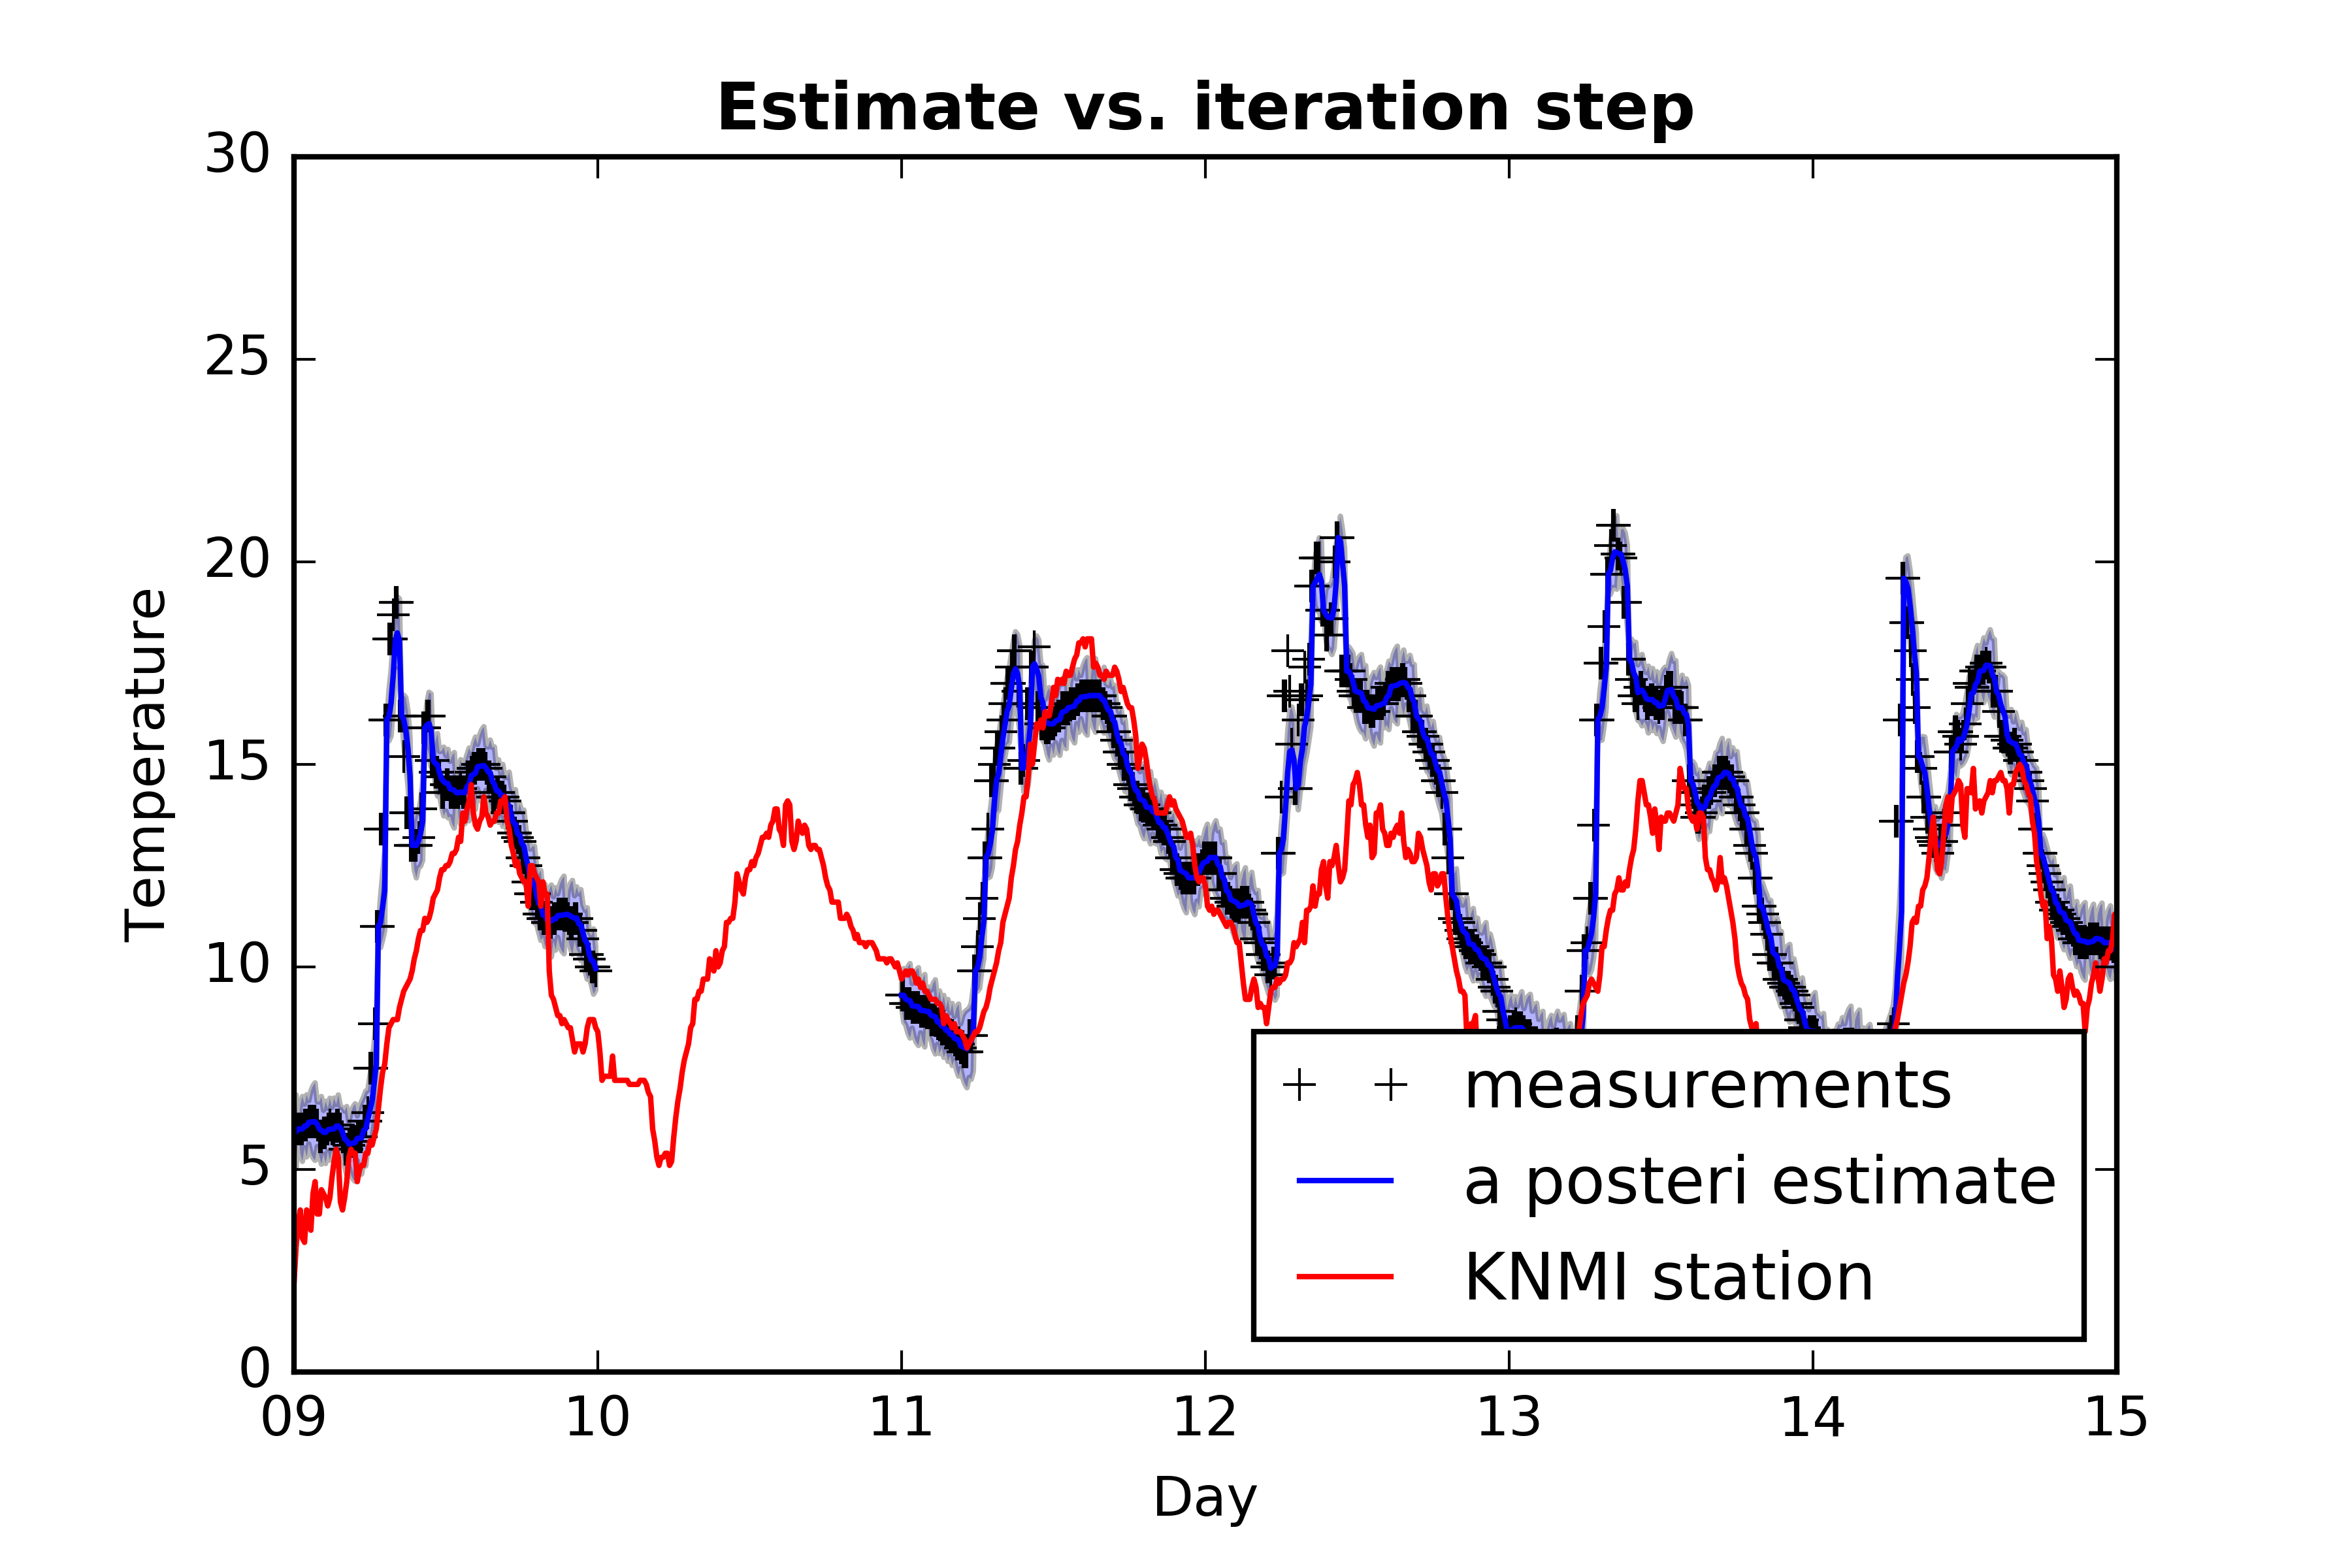 Estimate vs. iteration step
30
25
20
15
10
5
0
Temperature
09 10 11 12 13 14 15
Day
measurements
a posteri estimate
KNMI station